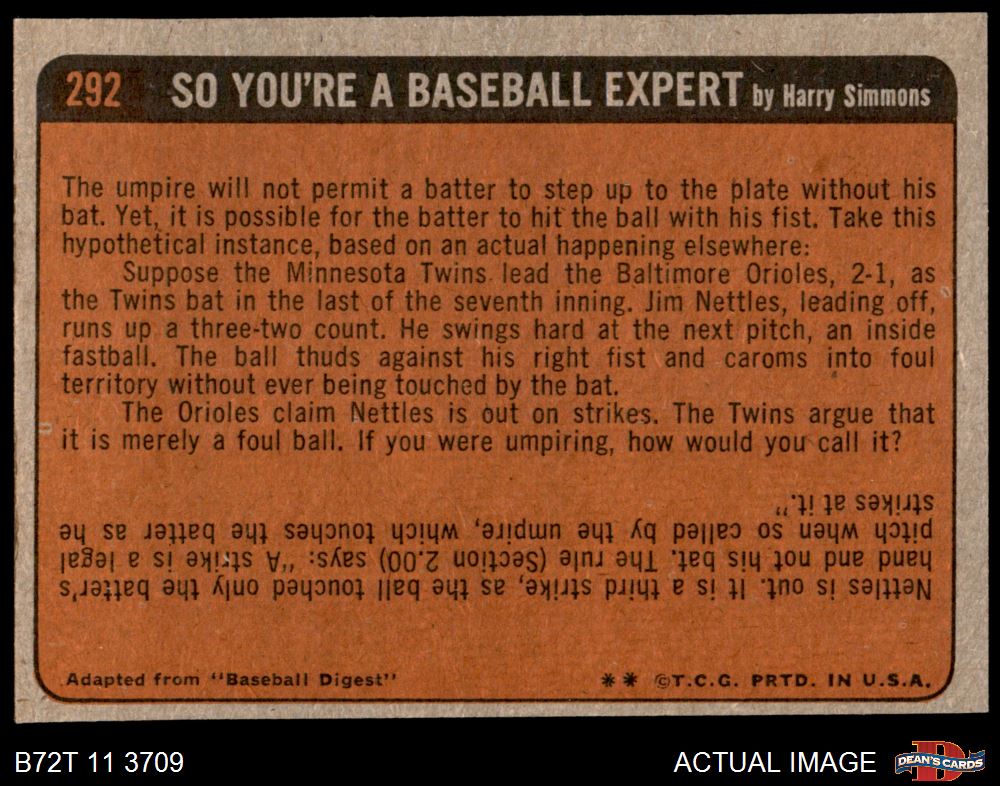 292 SO YOU'RE A BASEBALL EXPERT by Harry Simmons
The umpire will not permit a batter to step up to the plate without his
bat. Yet, it is possible for the batter to hit the ball with his fist. Take this
hypothetical instance, based on an actual happening elsewhere:
Suppose the Minnesota Twins lead the Baltimore Orioles, 2-1, as
the Twins bat in the last of the seventh inning. Jim Nettles, leading off,
runs up a three-two count. He swings hard at the next pitch, an inside
fastball. The ball thuds against his right fist and caroms into foul
territory without ever being touched by the bat.
The Orioles claim Nettles is out on strikes. The Twins argue that
it is merely a foul ball. If you were umpiring, how would you call it?
Nettles is out. It is a third strike, as the ball touched only the batter's
hand and not his bat. The rule (Section 2.00) says: "A strike is a legal
pitch when so called by the umpire, which touches the batter as he
strikes at it."
Adapted from "Baseball Digest" ** ©T.C.G. PRTD. IN U.S.A.
B72T 11 3709 ACTUAL IMAGE DEAN'S CARDS